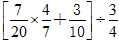 [7/20 × 4/7 + 3/10] ÷ 3/4